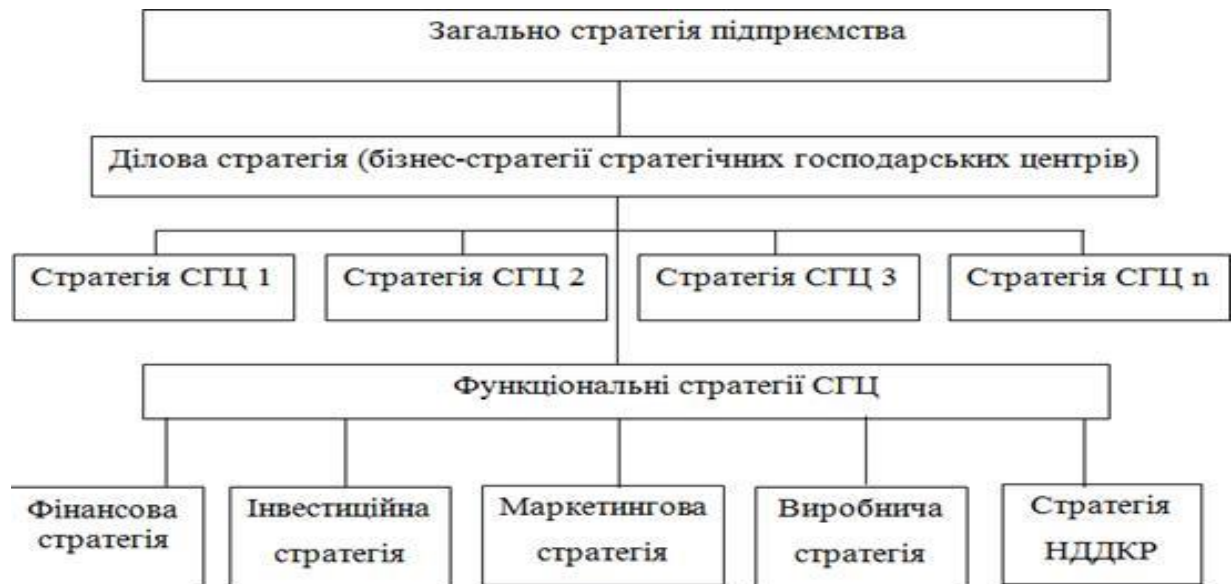 Загально стратегія підприємства
Ділова стратегія (бізнес-стратегії стратегічних господарських центрів)
Стратегія СГЦ 1
Стратегія СГЦ 2
Стратегія СГЦ 3
Стратегія СГЦ n
Функціональні стратегії СГЦ
Фінансова
стратегія
Інвестиційна
стратегія
Маркетингова
стратегія
Виробнича
стратегія
Стратегія
НДДКР